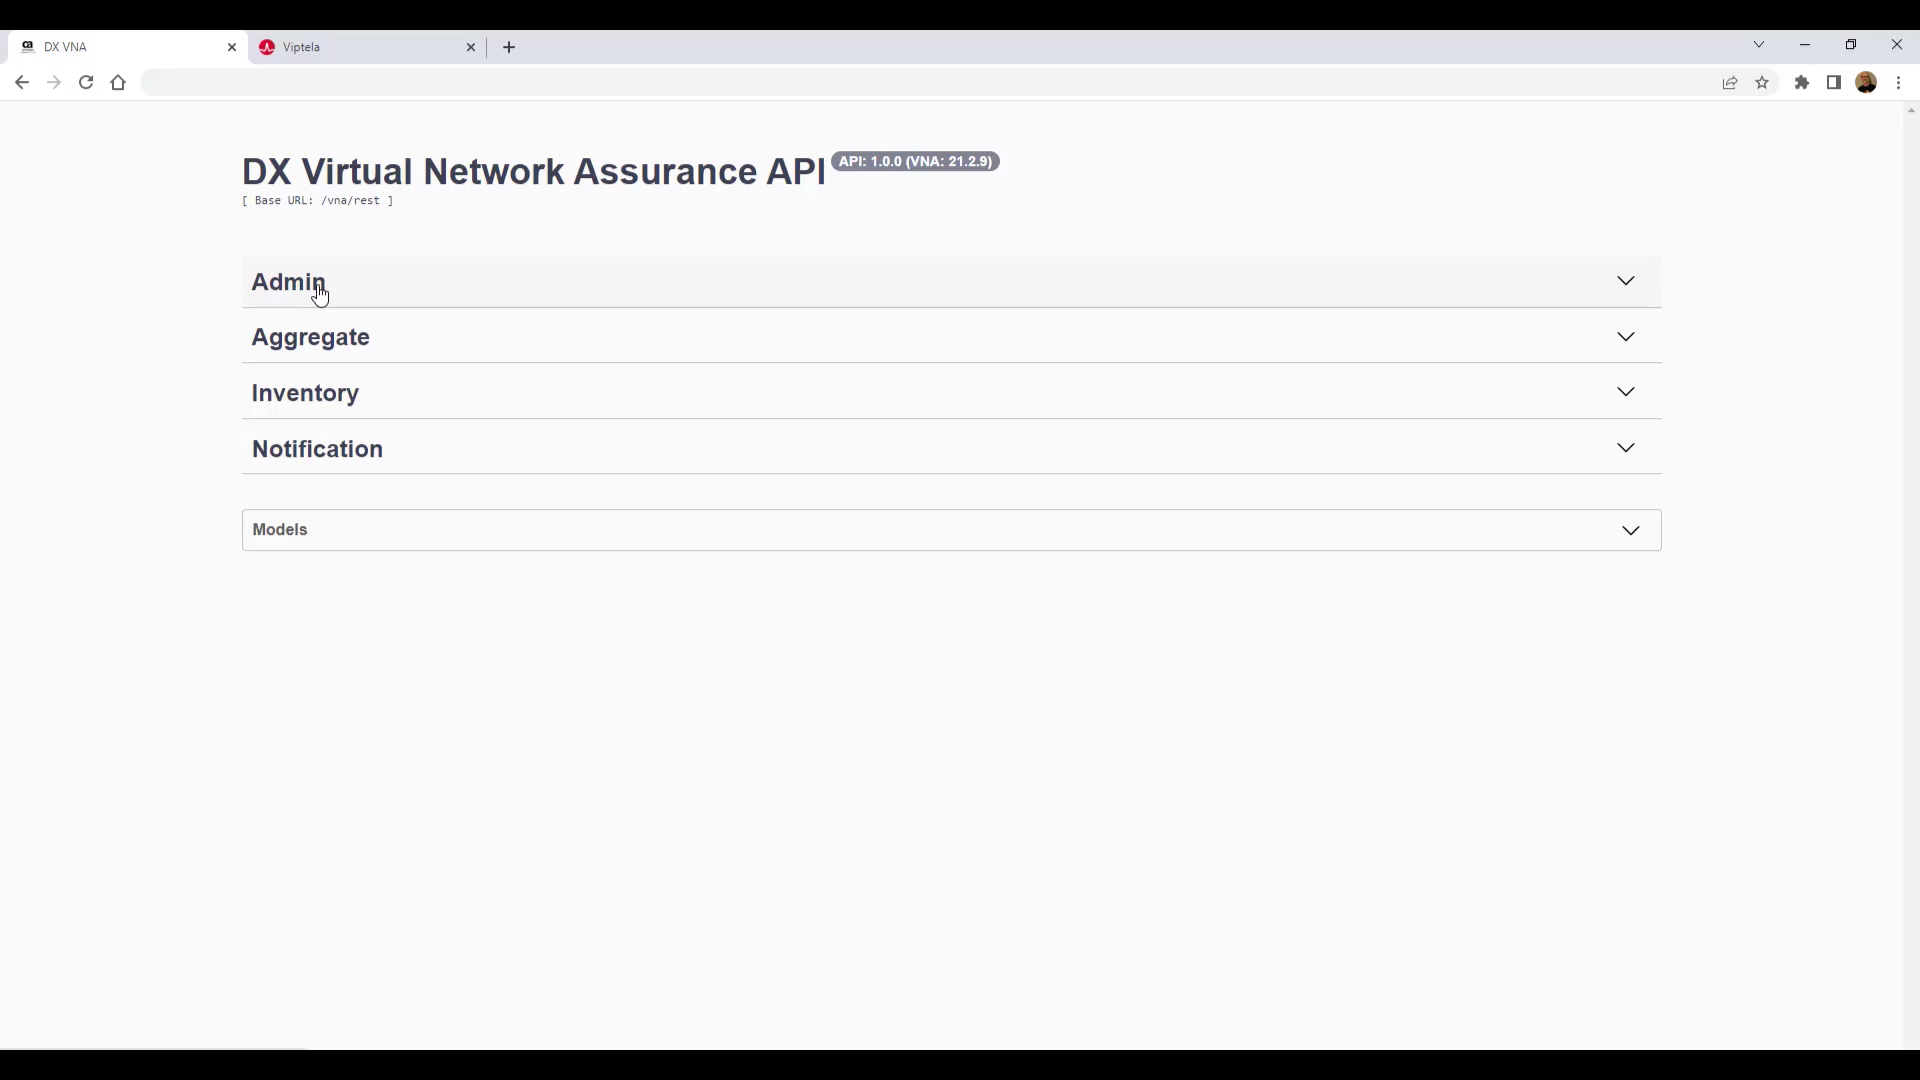 DX VNA
Viptela
DX Virtual Network Assurance API
API: 1.0.0 (VNA: 21.2.9)
[ Base URL: /vna/rest ]
Admin
Aggregate
Inventory
Notification
Models